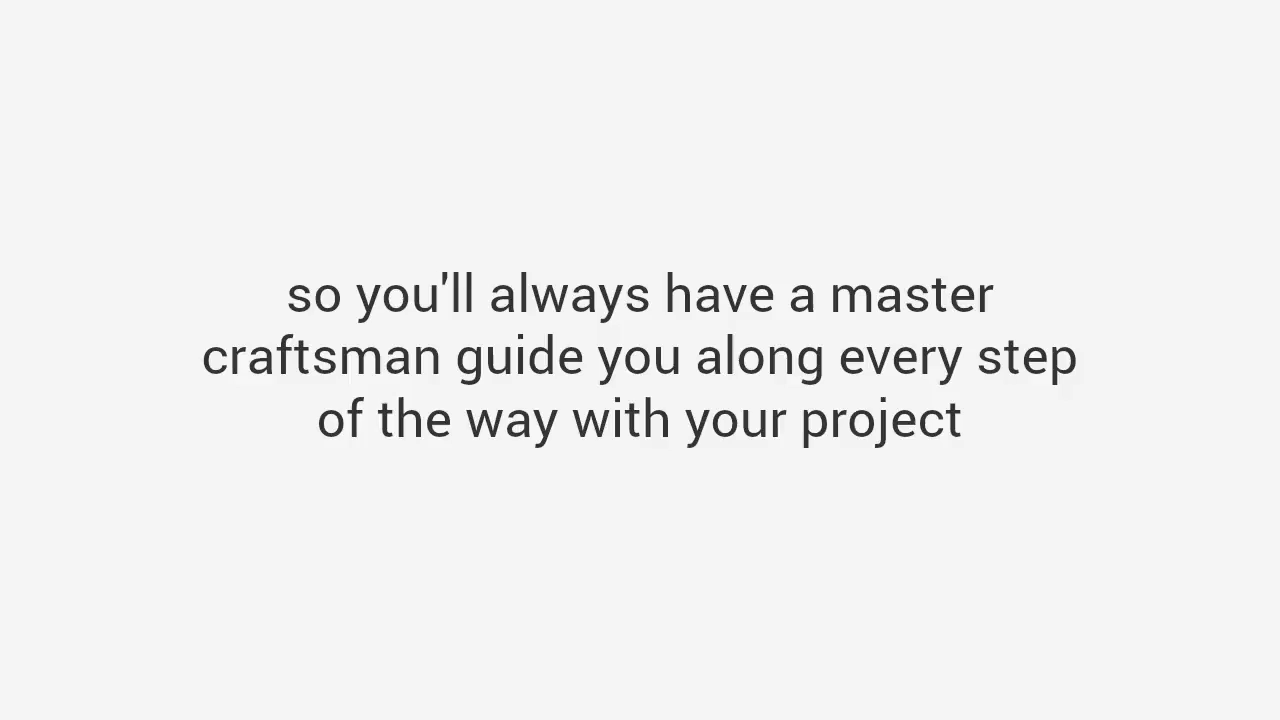 so you'll always have a master
craftsman guide you along every step
of the way with your project